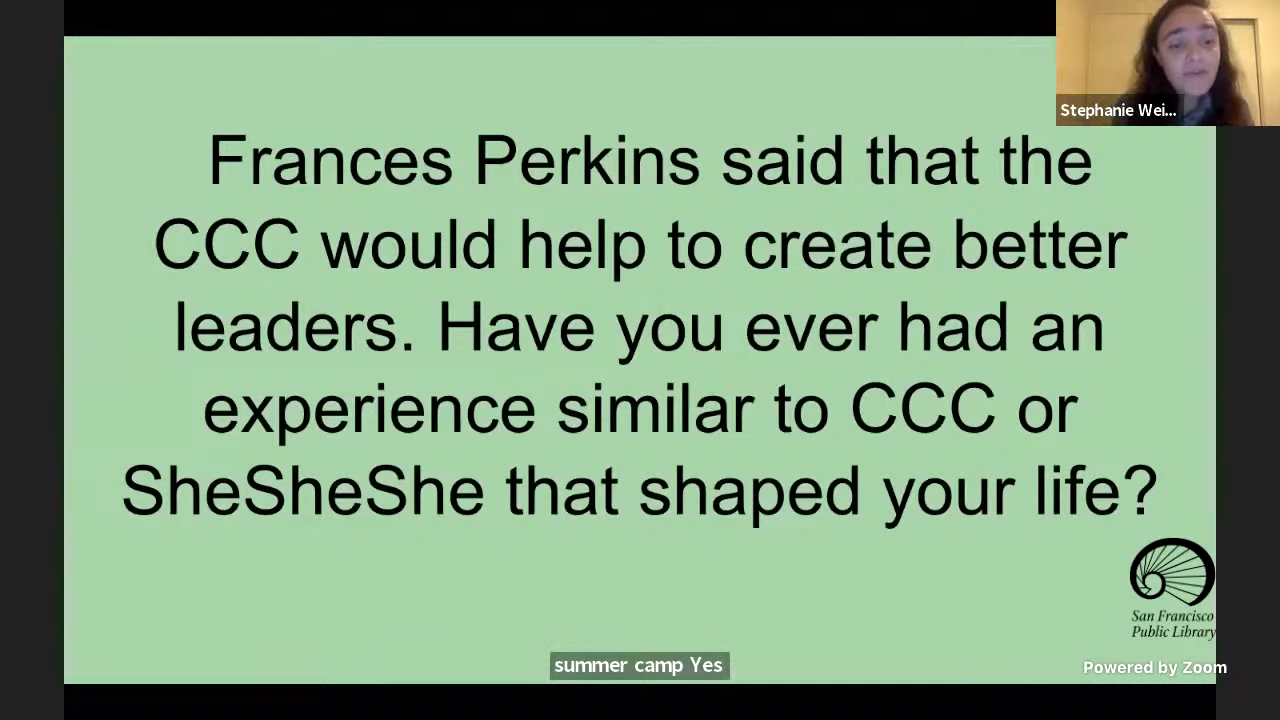 Stephanie Wei...
Frances Perkins said that the
CCC would help to create better
leaders. Have you ever had an
experience similar to CCC or
SheSheShe that shaped your life?
San Francisco
Public Library
summer camp Yes
Powered by Zoom